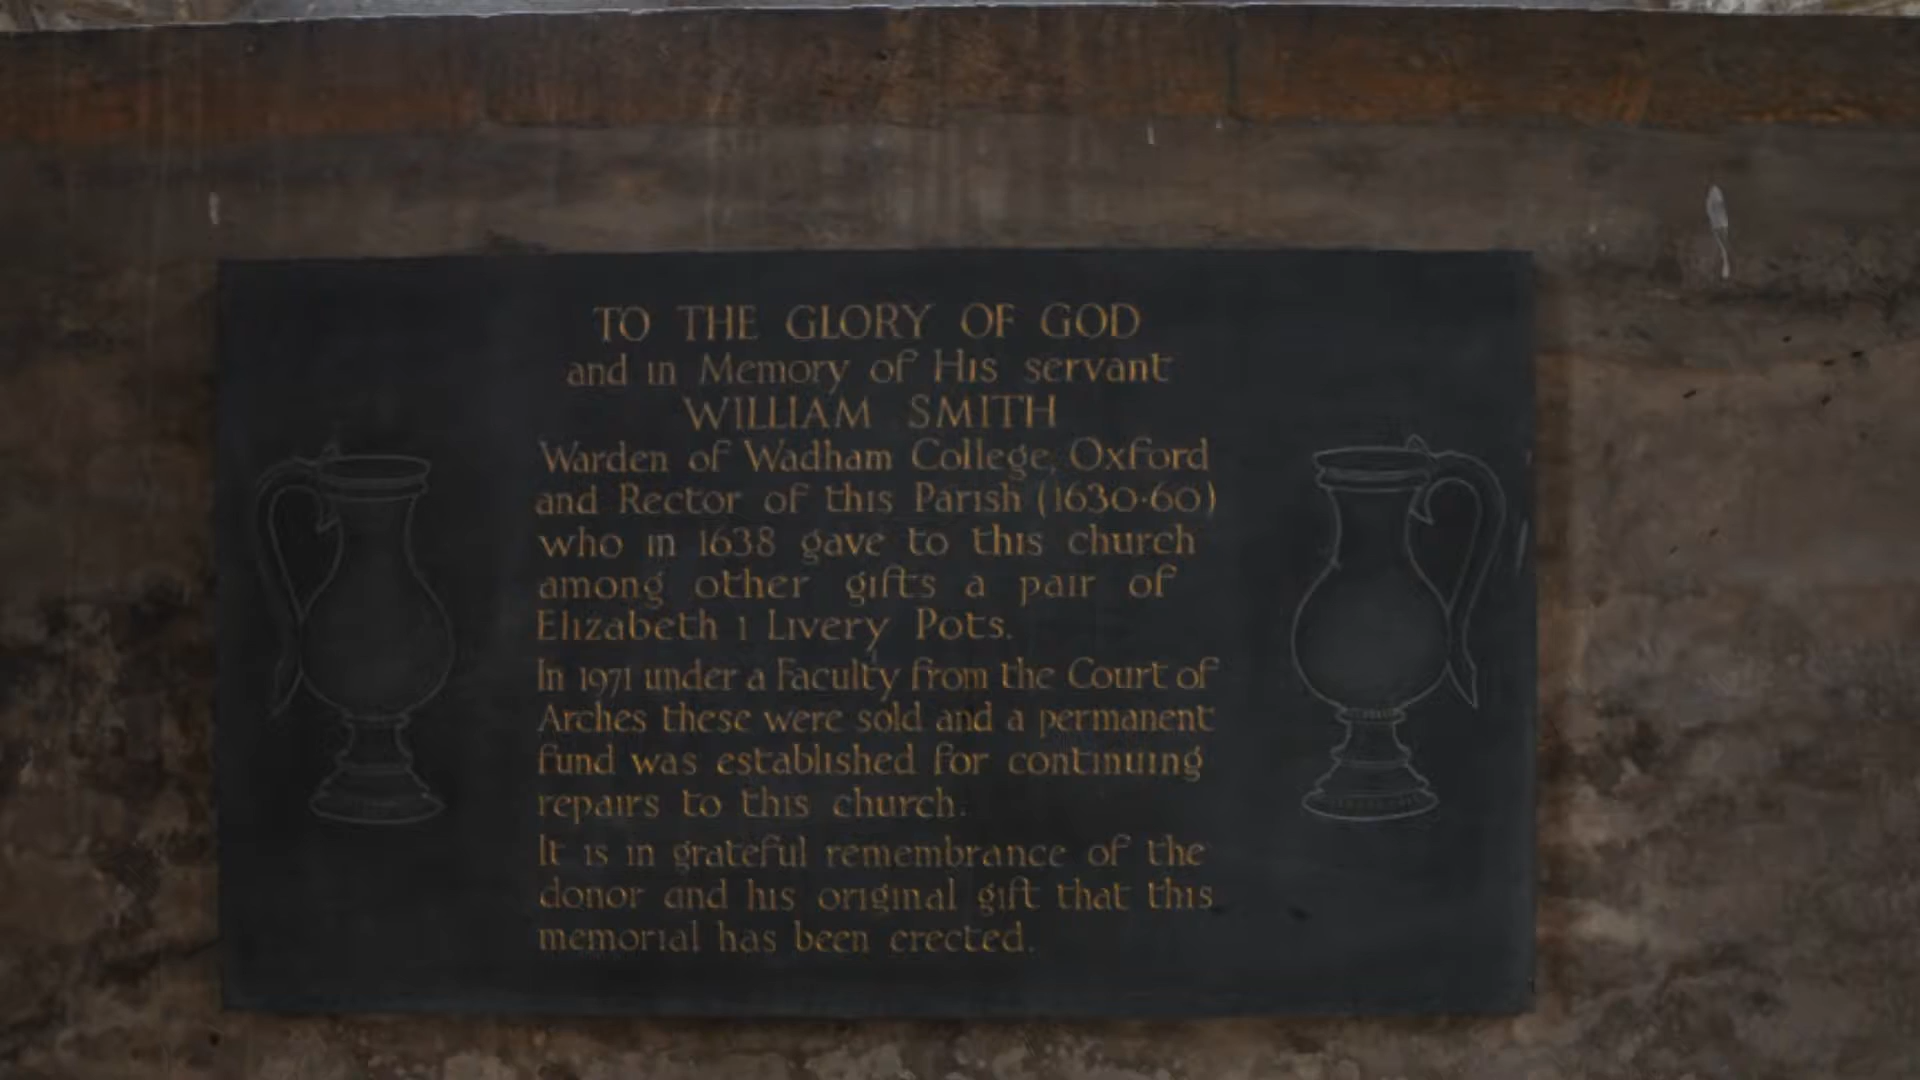 TO THE GLORY OF GOD
and in Memory of His servant
WILLIAM SMITH
Warden of Wadham College, Oxford
and Rector of this Parish (1630·60)
who in 1638 gave to this church
among other gifts a pair of
Elizabeth 1 Livery Pots.
In 1971 under a Faculty from the Court of
Arches these were sold and a permanent
fund was established for continuing
repairs to this church.
It is in grateful remembrance of the
donor and his original gift that this
memorial has been erected.